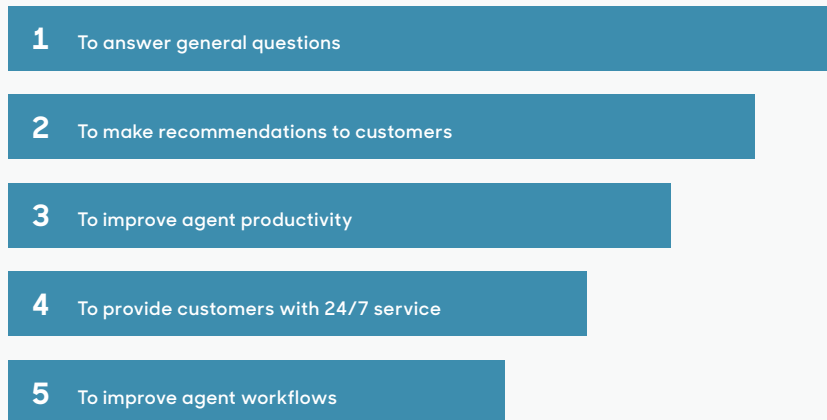 1 To answer general questions
2 To make recommendations to customers
3 To improve agent productivity
4 To provide customers with 24/7 service
5 To improve agent workflows